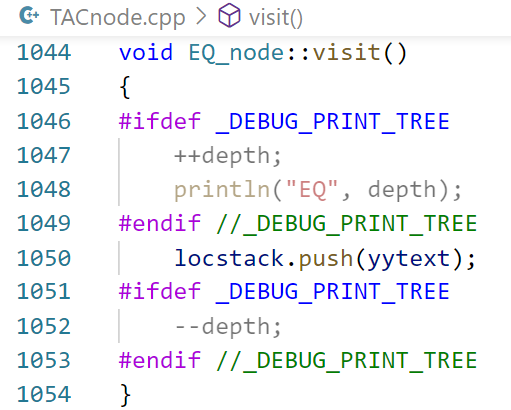 TACnode.cpp > visit()
1044 void EQ_node::visit()
1045 {
1046 #ifdef _DEBUG_PRINT_TREE
1047     ++depth;
1048     println("EQ", depth);
1049 #endif //_DEBUG_PRINT_TREE
1050     locstack.push(yytext);
1051 #ifdef _DEBUG_PRINT_TREE
1052     --depth;
1053 #endif //_DEBUG_PRINT_TREE
1054 }